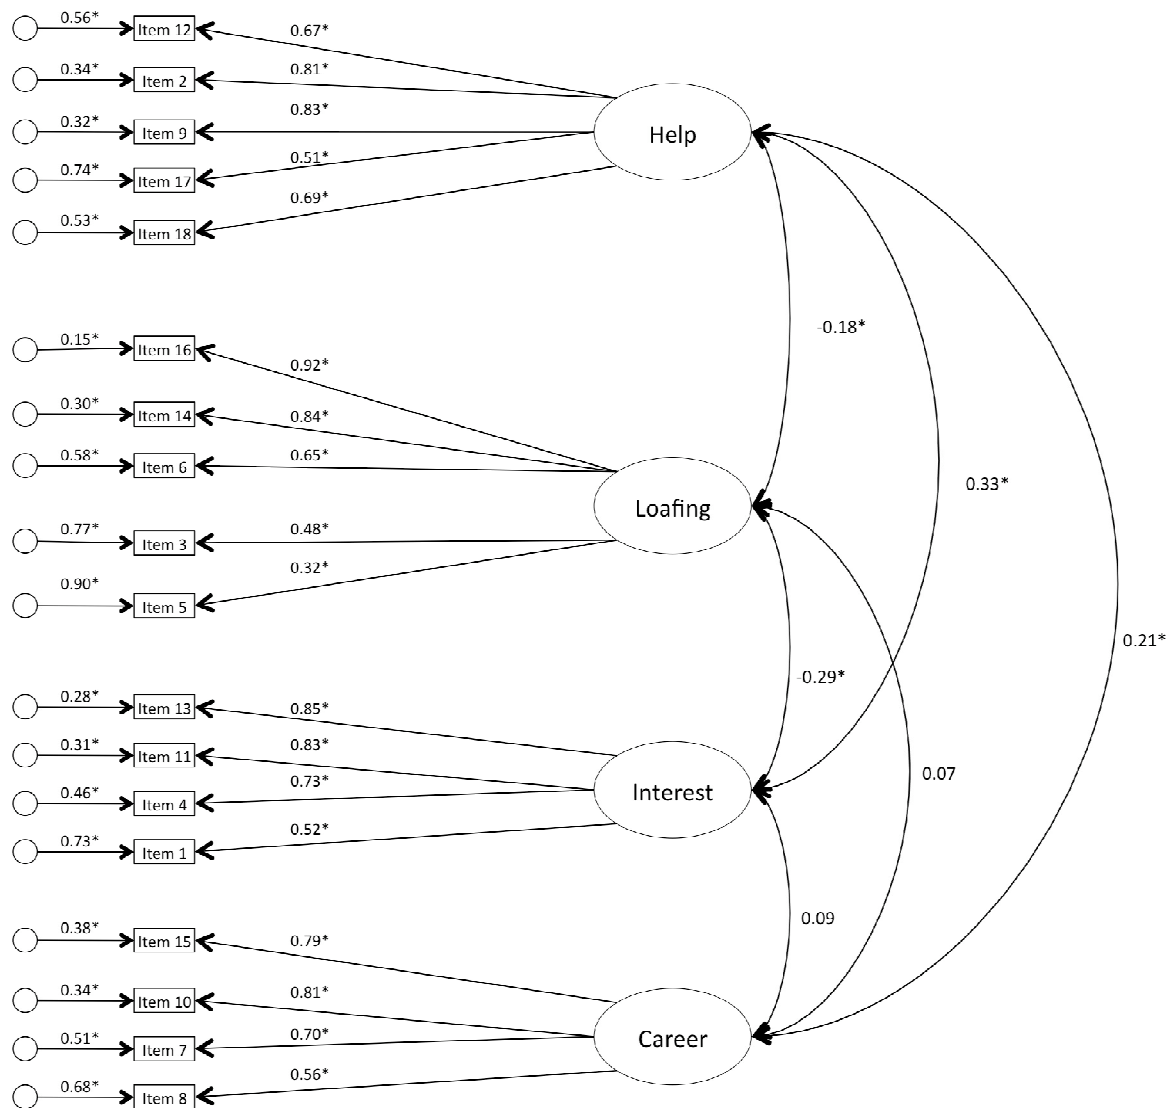 0.56* Item 12 0.67*
0.34* Item 2 0.81*
0.32* Item 9 0.83*
Help
0.74* Item 17 0.51*
0.53* Item 18 0.69*
-0.18*
0.15* Item 16 0.92*
0.30* Item 14 0.84*
0.58* Item 6 0.65*
0.33*
Loafing
0.77* Item 3 0.48*
0.90* Item 5 0.32*
0.21*
-0.29*
0.28* Item 13 0.85*
0.31* Item 11 0.83*
0.07
0.46* Item 4 0.73*
Interest
0.73* Item 1 0.52*
0.09
0.38* Item 15 0.79*
0.34* Item 10 0.81*
0.51* Item 7 0.70*
Career
0.68* Item 8 0.56*